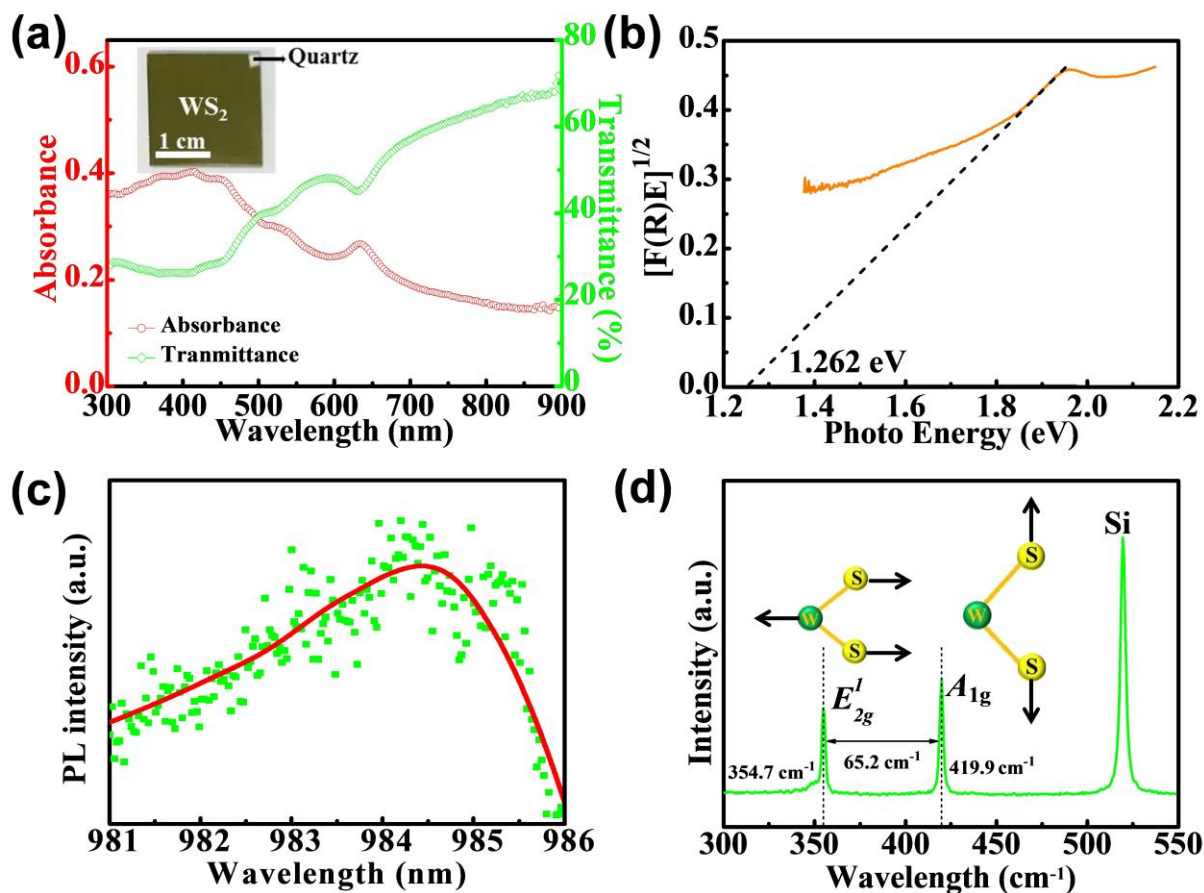 (a)
Absorbance
0.6
0.4
0.2
0.0
Quartz
WS2
1 cm
Absorbance
Tranmittance
300 400 500 600 700 800 900
Wavelength (nm)
80
60
40
20
0
Transmittance (%)
(b)
[F(R)E]^1/2
0.5
0.4
0.3
0.4
0.1
0.0
1.262 eV
1.2 1.4 1.6 1.8 2.0 2.2
Photo Energy (eV)
(c)
PL intensity (a.u.)
981 982 983 984 985 986
Wavelength (nm)
(d)
Intensity (a.u.)
S
W
S
S
W
S
Si
E^1_2g
A1g
65.2 cm-1
354.7 cm-1
419.9 cm-1
300 350 400 450 500 550
Wavelength (cm-1)